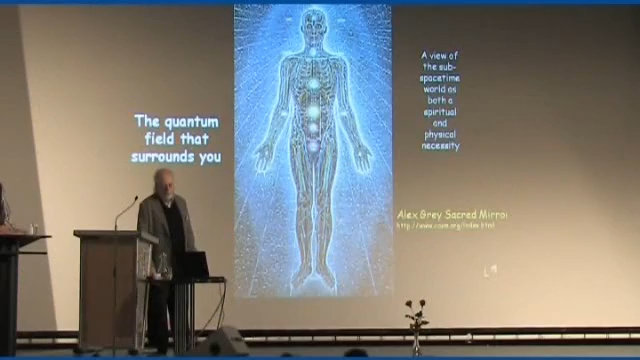 The quantum
field that
surrounds you
A view of
the sub-
spacetime
world as
both a
spiritual
and
physical
necessity
Alex Grey Sacred Mirror
http://www.cosm.org/index.html